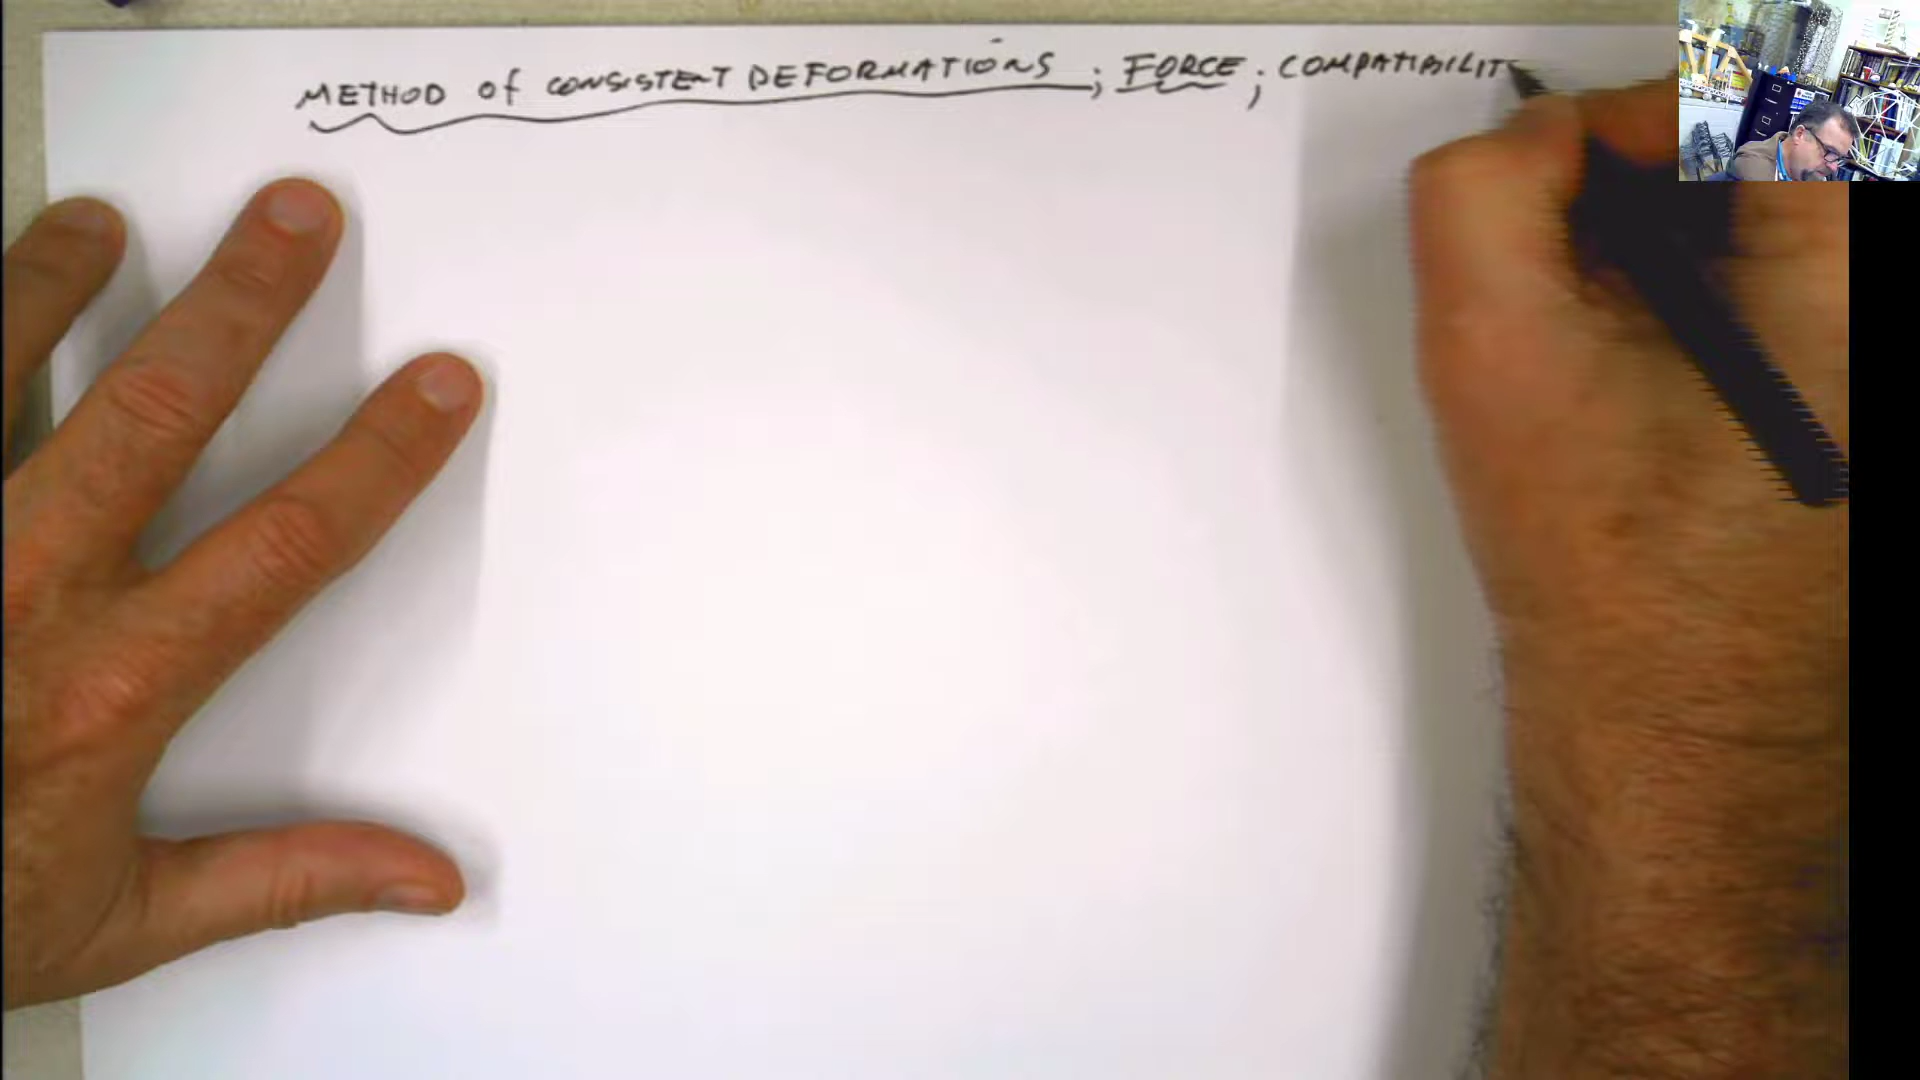 METHOD of CONSISTENT DEFORMATIONS ; FORCE ; COMPATIBILIT